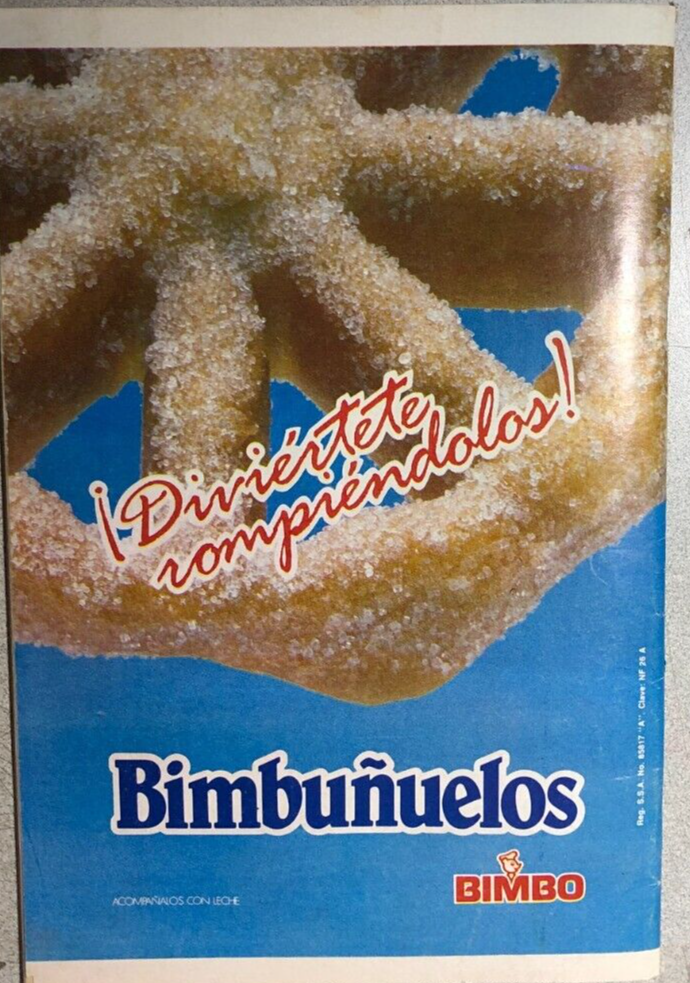 ¡Diviértete
rompiéndolos!
Reg. S.S.A. No. 85817 "A". Clave: NF 26 A
Bimbuñuelos
BIMBO
ACOMPAÑALOS CON LECHE